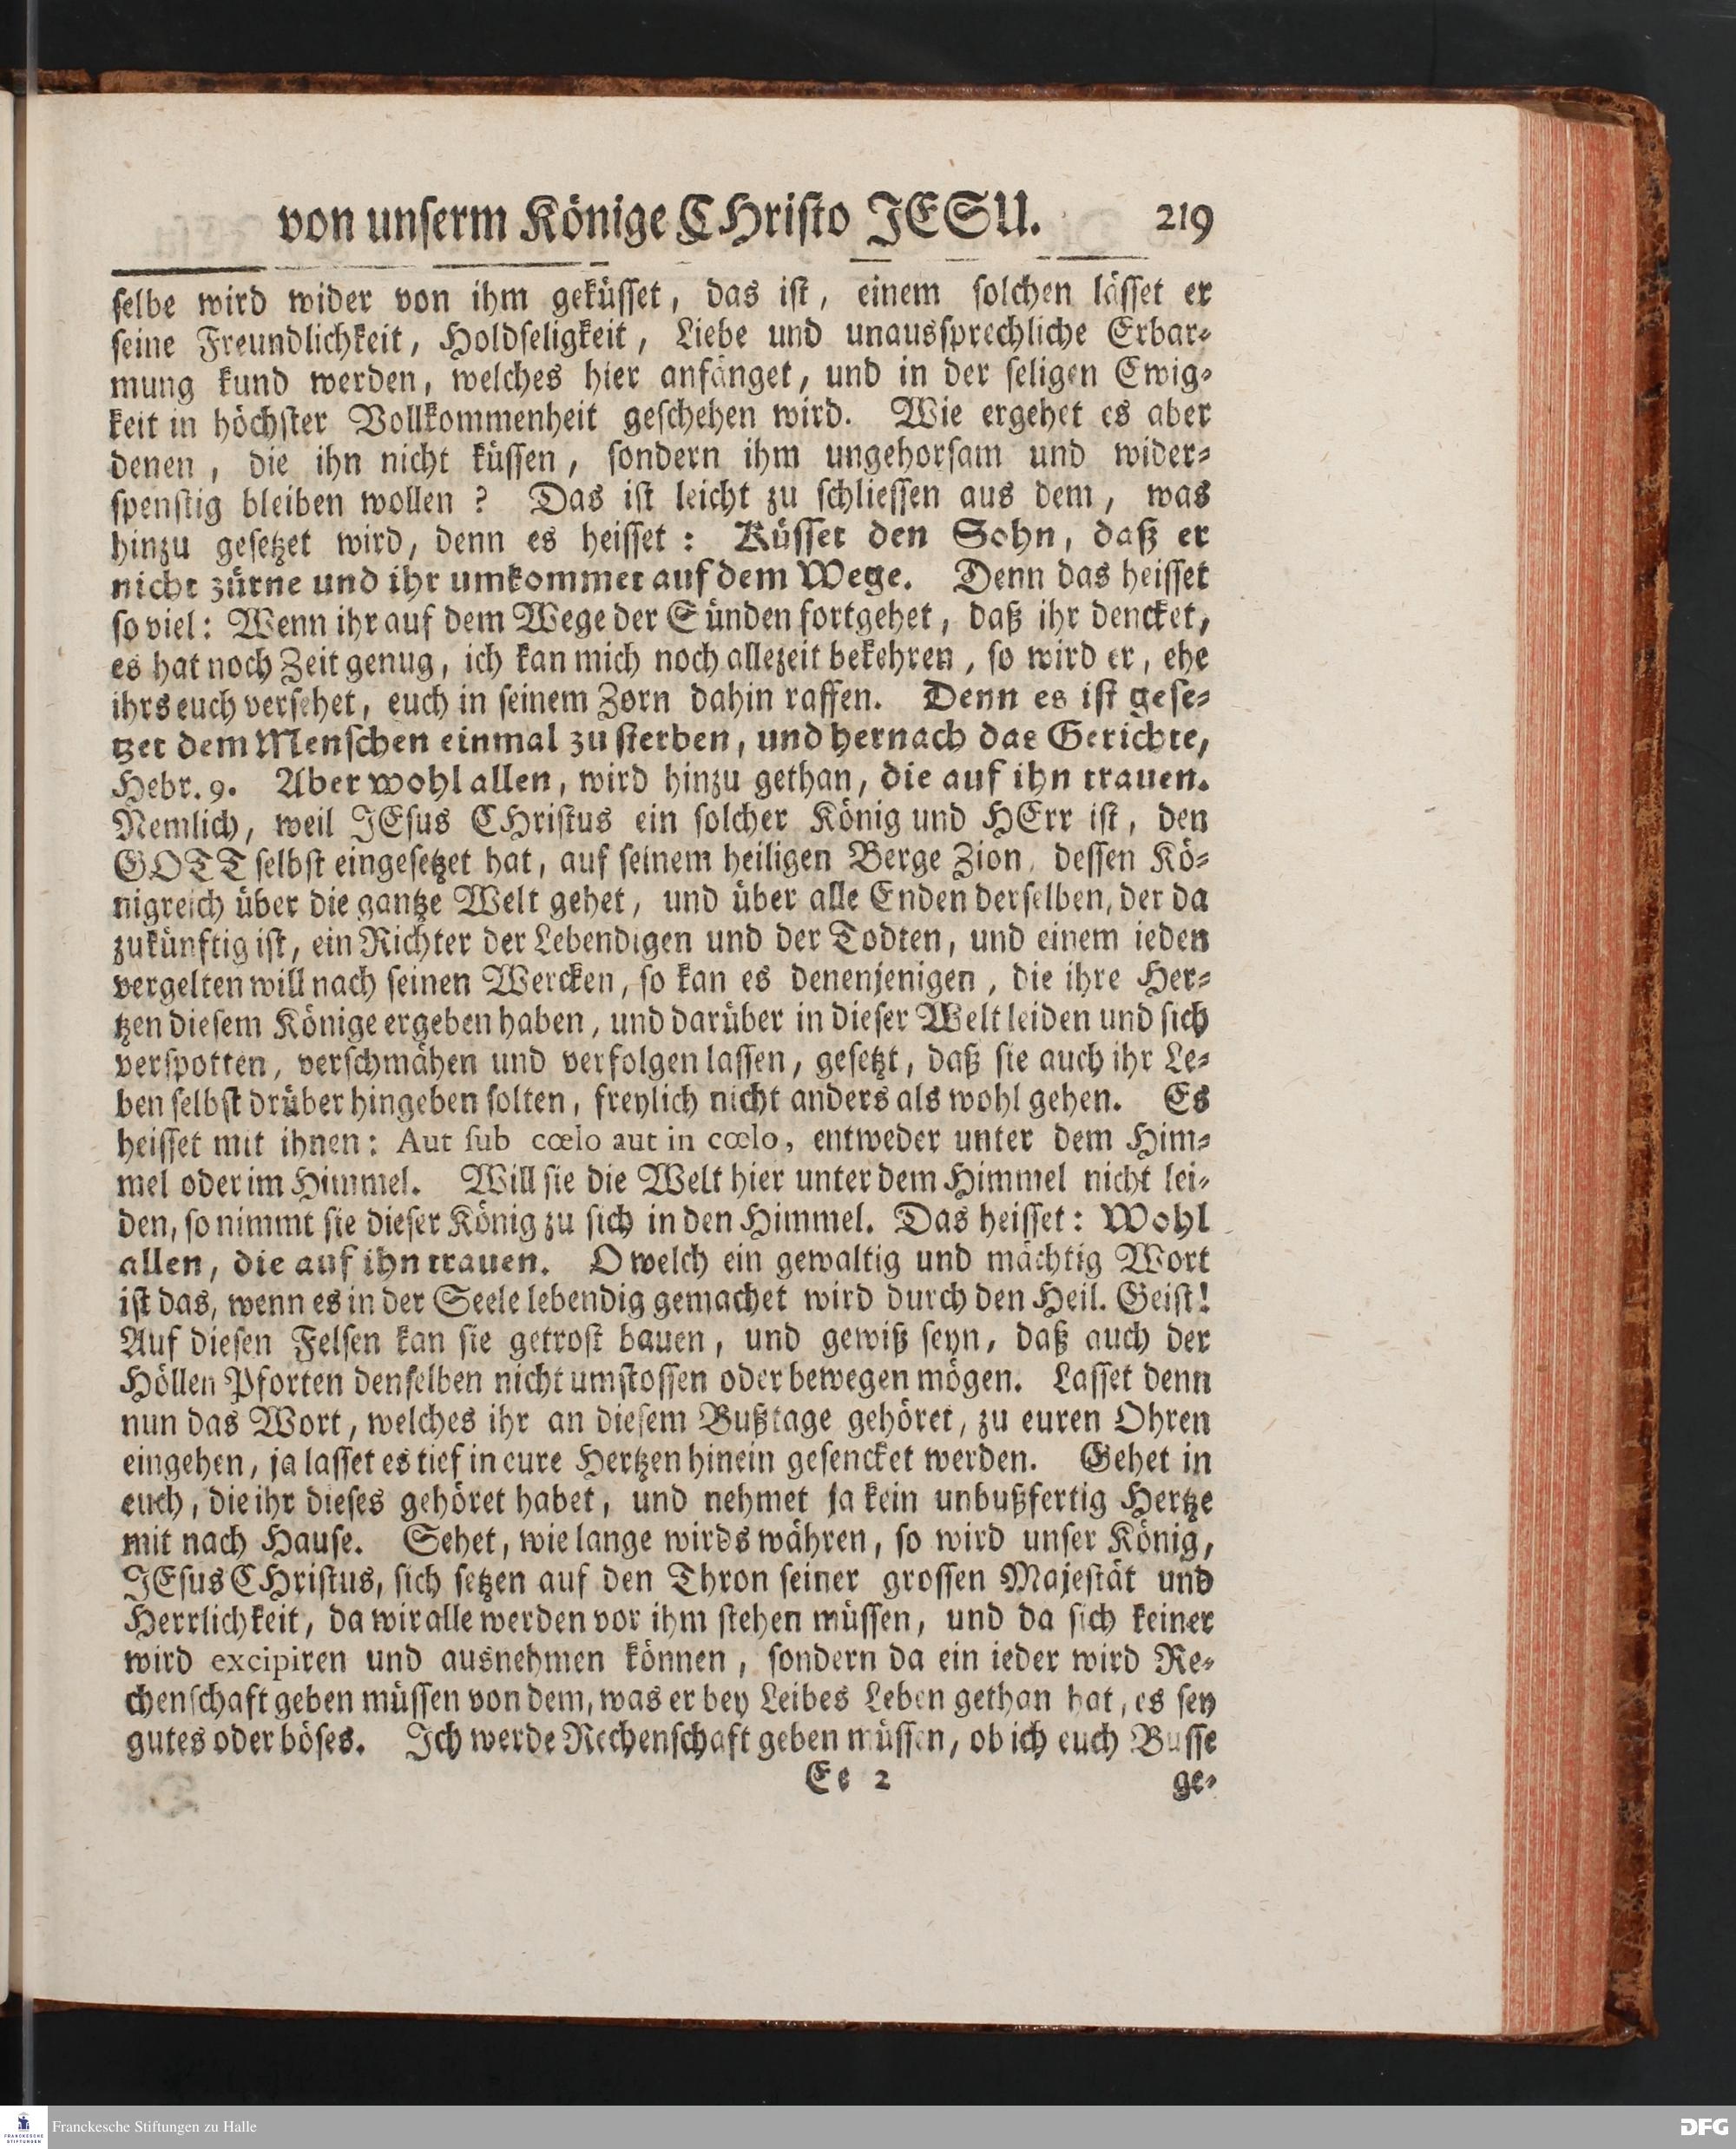 von unserm Könige CHristo JESU. 219
selbe wird wider von ihm geküsset, das ist, einem solchen lässet er
seine Freundlichkeit, Holdseligkeit, Liebe und unaussprechliche Erbar-
mung kund werden, welches hier anfänget, und in der seligen Ewig-
keit in höchster Vollkommenheit geschehen wird. Wie ergehet es aber
denen, die ihn nicht küssen, sondern ihm ungehorsam und wider-
spenstig bleiben wollen? Das ist leicht zu schliessen aus dem, was
hinzu gesetzet wird, denn es heisset: Küsset den Sohn, daß er
nicht zürne und ihr umkommet auf dem Wege. Denn das heisset
so viel: Wenn ihr auf dem Wege der Sünden fortgehet, daß ihr dencket,
es hat noch Zeit genug, ich kan mich noch allezeit bekehren, so wird er, ehe
ihrs euch versehet, euch in seinem Zorn dahin raffen. Denn es ist gese-
tzet dem Menschen einmal zu sterben, und hernach das Gerichte,
Hebr. 9. Aber wohl allen, wird hinzu gethan, die auf ihn trauen.
Nemlich, weil JEsus CHristus ein solcher König und HErr ist, den
GOTT selbst eingesetzet hat, auf seinem heiligen Berge Zion, dessen Kö-
nigreich über die gantze Welt gehet, und über alle Enden derselben, der da
zukünftig ist, ein Richter der Lebendigen und der Todten, und einem ieden
vergelten will nach seinen Wercken, so kan es denenjenigen, die ihre Her-
tzen diesem Könige ergeben haben, und darüber in dieser Welt leiden und sich
verspotten, verschmähen und verfolgen lassen, gesetzt, daß sie auch ihr Le-
ben selbst drüber hingeben solten, freylich nicht anders als wohl gehen. Es
heisset mit ihnen: Aut sub cœlo aut in cœlo, entweder unter dem Him-
mel oder im Himmel. Will sie die Welt hier unter dem Himmel nicht lei-
den, so nimmt sie dieser König zu sich in den Himmel. Das heisset: Wohl
allen, die auf ihn trauen. O welch ein gewaltig und mächtig Wort
ist das, wenn es in der Seele lebendig gemachet wird durch den Heil. Geist!
Auf diesen Felsen kan sie getrost bauen, und gewiß seyn, daß auch der
Höllen Pforten denselben nicht umstossen oder bewegen mögen. Lasset denn
nun das Wort, welches ihr an diesem Bußtage gehöret, zu euren Ohren
eingehen, ja lasset es tief in eure Hertzen hinein gesencket werden. Gehet in
euch, die ihr dieses gehöret habet, und nehmet ja kein unbußfertig Hertze
mit nach Hause. Sehet, wie lange wirds währen, so wird unser König,
JEsus CHristus, sich setzen auf den Thron seiner grossen Majestät und
Herrlichkeit, da wir alle werden vor ihm stehen müssen, und da sich keiner
wird excipiren und ausnehmen können, sondern da ein ieder wird Re-
chenschaft geben müssen von dem, was er bey Leibes Leben gethan hat, es sey
gutes oder böses. Ich werde Rechenschaft geben müssen, ob ich euch Busse
Ee 2 ge-
FRANCKESCHE STIFTUNGEN
Franckesche Stiftungen zu Halle
DFG